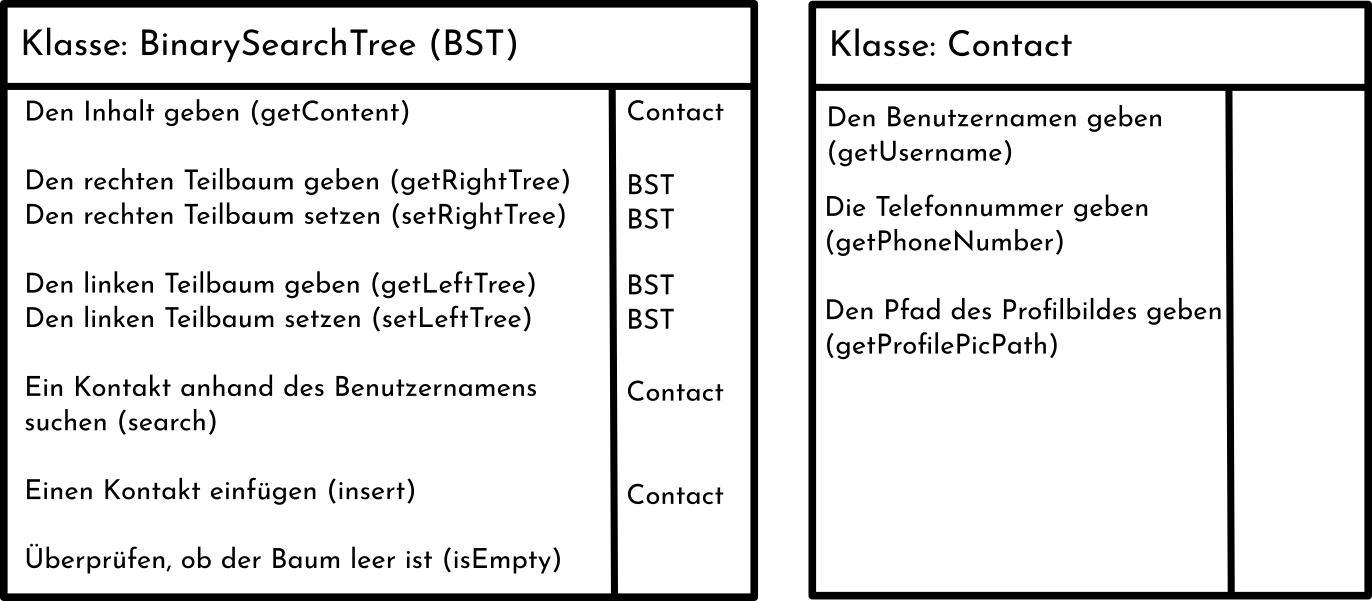 Klasse: BinarySearchTree (BST)
Den Inhalt geben (getContent)
Contact
Den rechten Teilbaum geben (getRightTree)
BST
Den rechten Teilbaum setzen (setRightTree)
BST
Den linken Teilbaum geben (getLeftTree)
BST
Den linken Teilbaum setzen (setLeftTree)
BST
Ein Kontakt anhand des Benutzernamens
suchen (search)
Contact
Einen Kontakt einfügen (insert)
Contact
Überprüfen, ob der Baum leer ist (isEmpty)
Klasse: Contact
Den Benutzernamen geben
(getUsername)
Die Telefonnummer geben
(getPhoneNumber)
Den Pfad des Profilbildes geben
(getProfilePicPath)